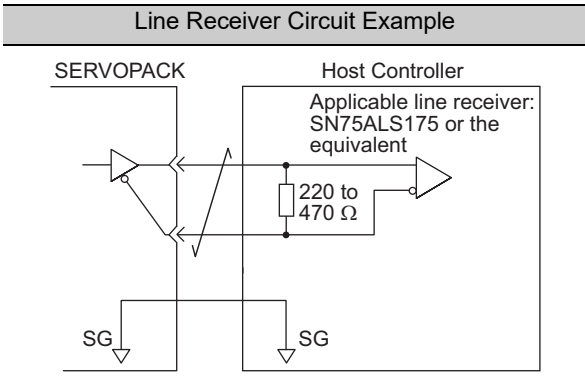 Line Receiver Circuit Example
SERVOPACK
Host Controller
Applicable line receiver:
SN75ALS175 or the
equivalent
220 to
470 Ω
SG
SG